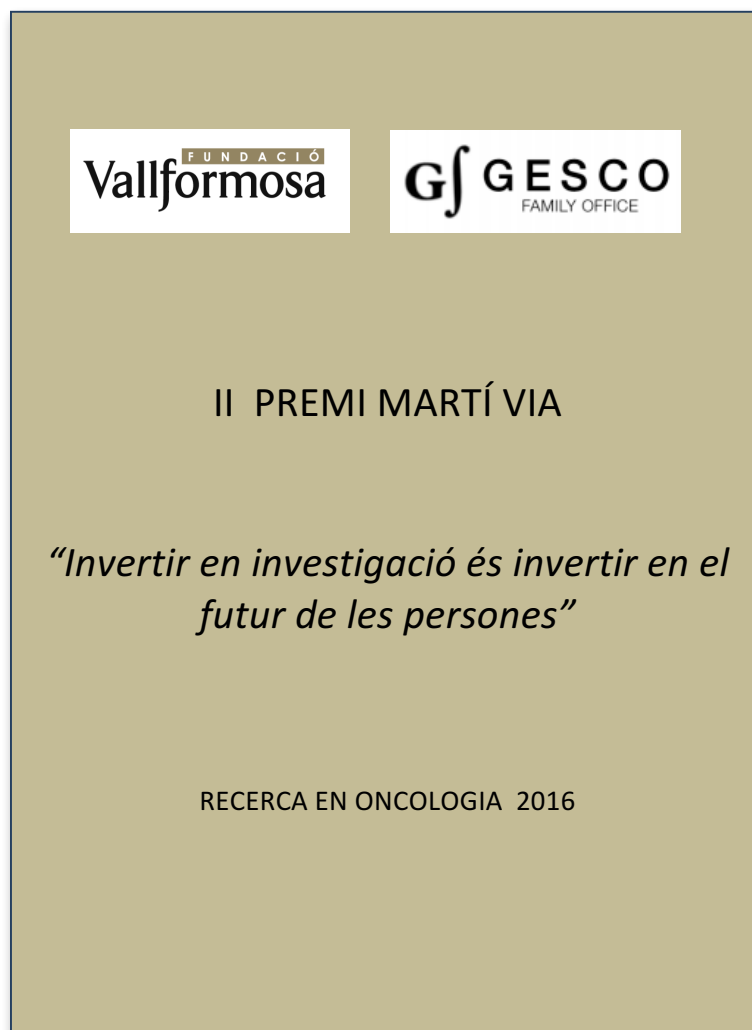 FUNDACIÓ
Vallformosa
G∫ GESCO
FAMILY OFFICE
II PREMI MARTÍ VIA
“Invertir en investigació és invertir en el
futur de les persones”
RECERCA EN ONCOLOGIA 2016